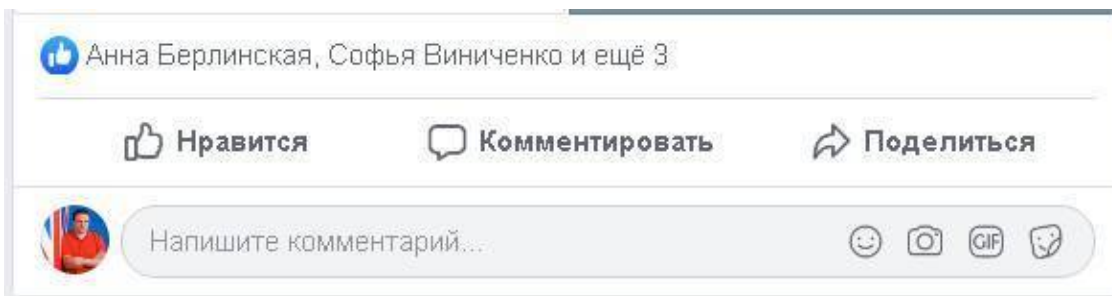 Анна Берлинская, Софья Виниченко и ещё 3
Нравится Комментировать Поделиться
Напишите комментарий... GIF